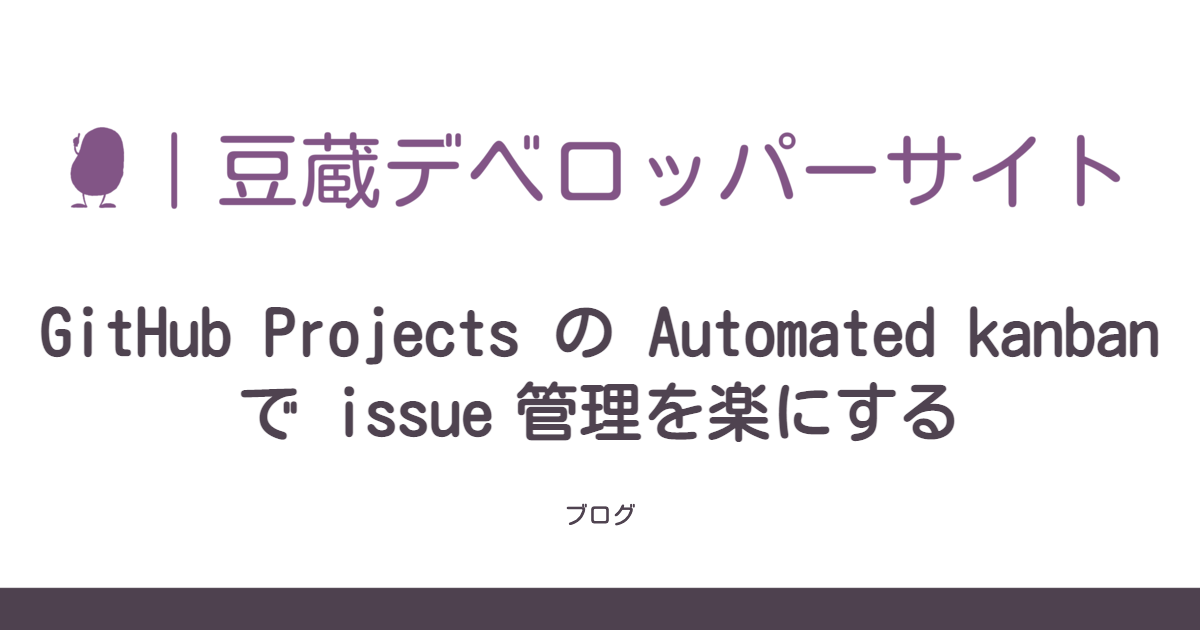 |豆蔵デベロッパーサイト
GitHub Projects の Automated kanban
で issue 管理を楽にする
ブログ